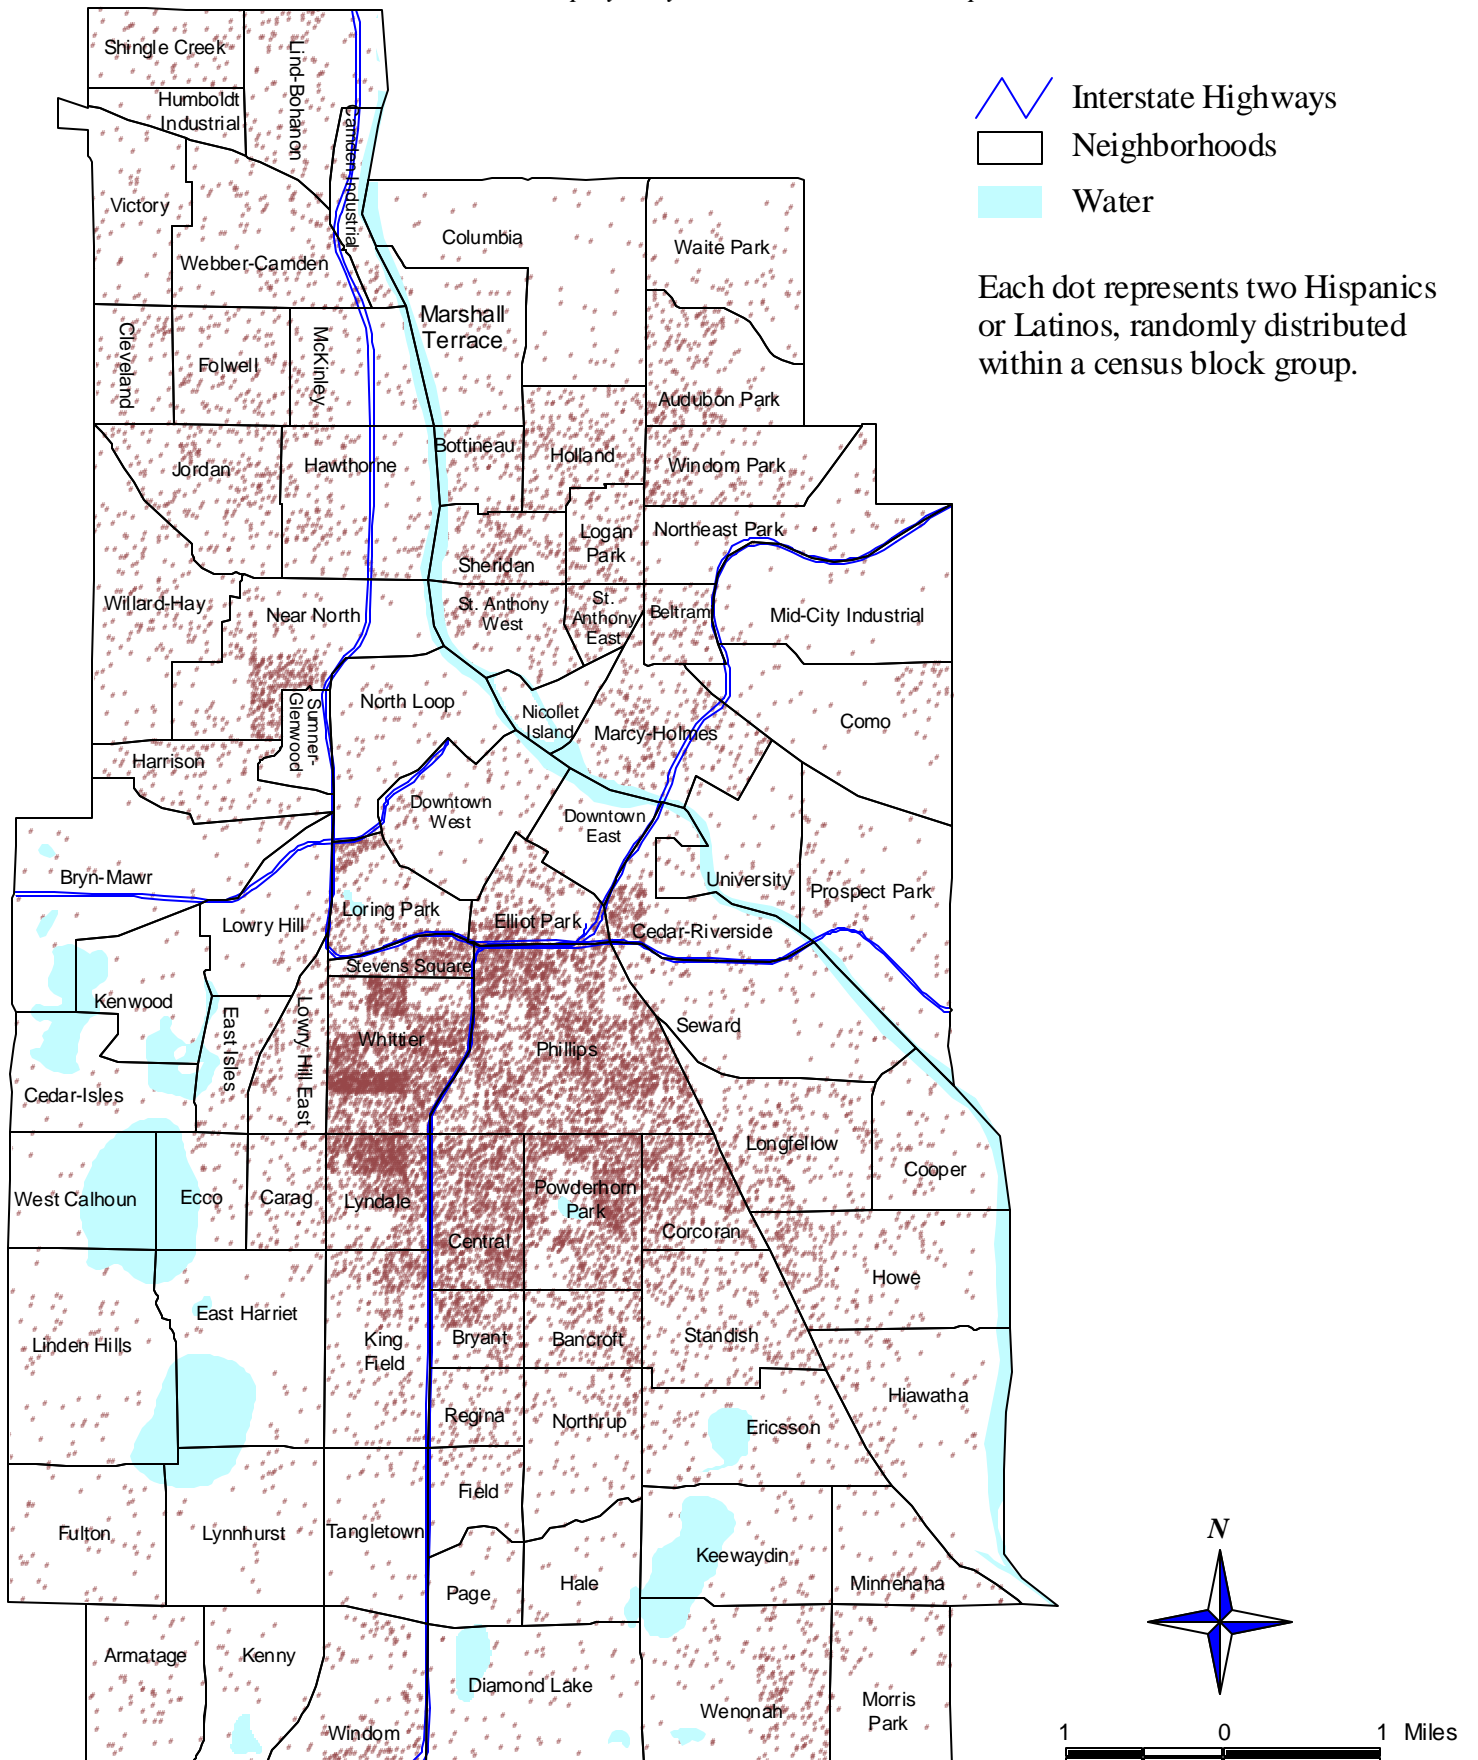 Shingle Creek
Lind-Bohanon
Humboldt
Industrial
Camden Industrial
Victory
Webber-Camden
Columbia
Waite Park
Interstate Highways
Neighborhoods
Water
Each dot represents two Hispanics
or Latinos, randomly distributed
within a census block group.
Cleveland
Folwell
McKinley
Marshall
Terrace
Audubon Park
Jordan
Hawthorne
Bottineau
Holland
Windom Park
Logan
Park
Northeast Park
Sheridan
Willard-Hay
Near North
St. Anthony
West
St.
Anthony
East
Beltram
Mid-City Industrial
North Loop
Sumner-
Glenwood
Nicollet
Island
Marcy-Holmes
Como
Harrison
Downtown
West
Downtown
East
Bryn-Mawr
University
Prospect Park
Lowry Hill
Loring Park
Elliot Park
Cedar-Riverside
Stevens Square
Kenwood
East Isles
Lowry Hill East
Whittier
Phillips
Seward
Cedar-Isles
Longfellow
Cooper
West Calhoun
Ecco
Carag
Lyndale
Powderhorn
Park
Central
Corcoran
Howe
East Harriet
Linden Hills
King
Field
Bryant
Bancroft
Standish
Hiawatha
Regina
Northrup
Ericsson
Field
Fulton
Lynnhurst
Tangletown
Keewaydin
Page
Hale
Minnehaha
N
Armatage
Kenny
Diamond Lake
Wenonah
Morris
Park
Windom
1 0 1 Miles